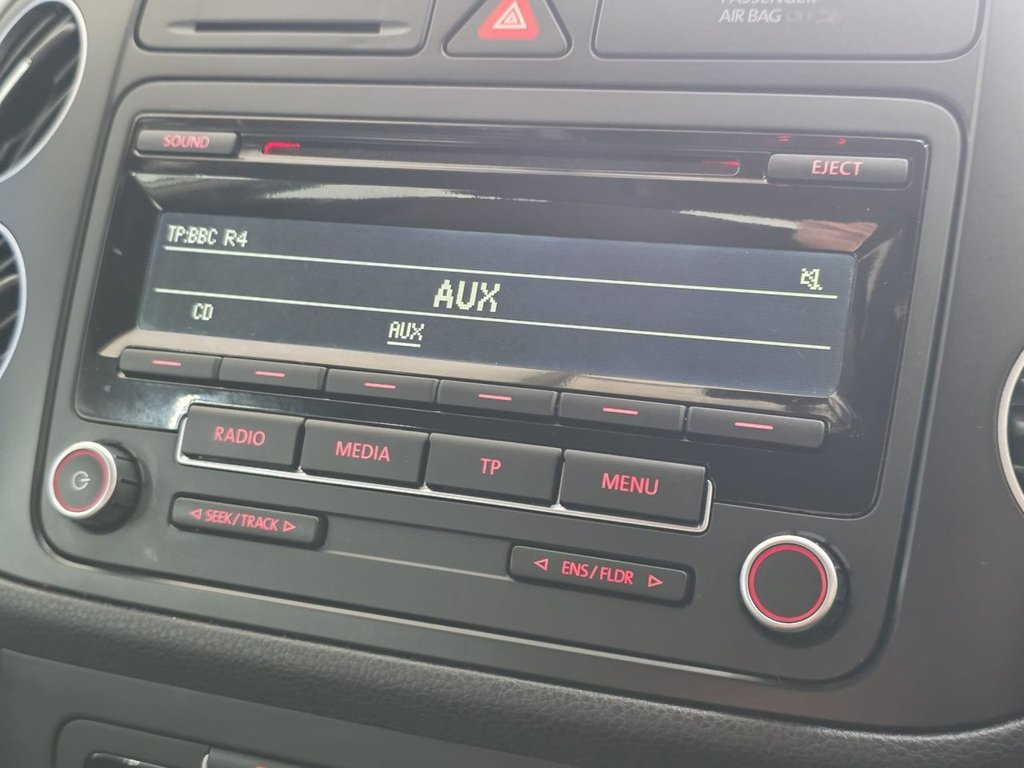 PASSENGER
AIR BAG OFF
SOUND
EJECT
TP:BBC R4
AUX
CD AUX
RADIO MEDIA TP MENU
SEEK/TRACK
ENS/FLDR